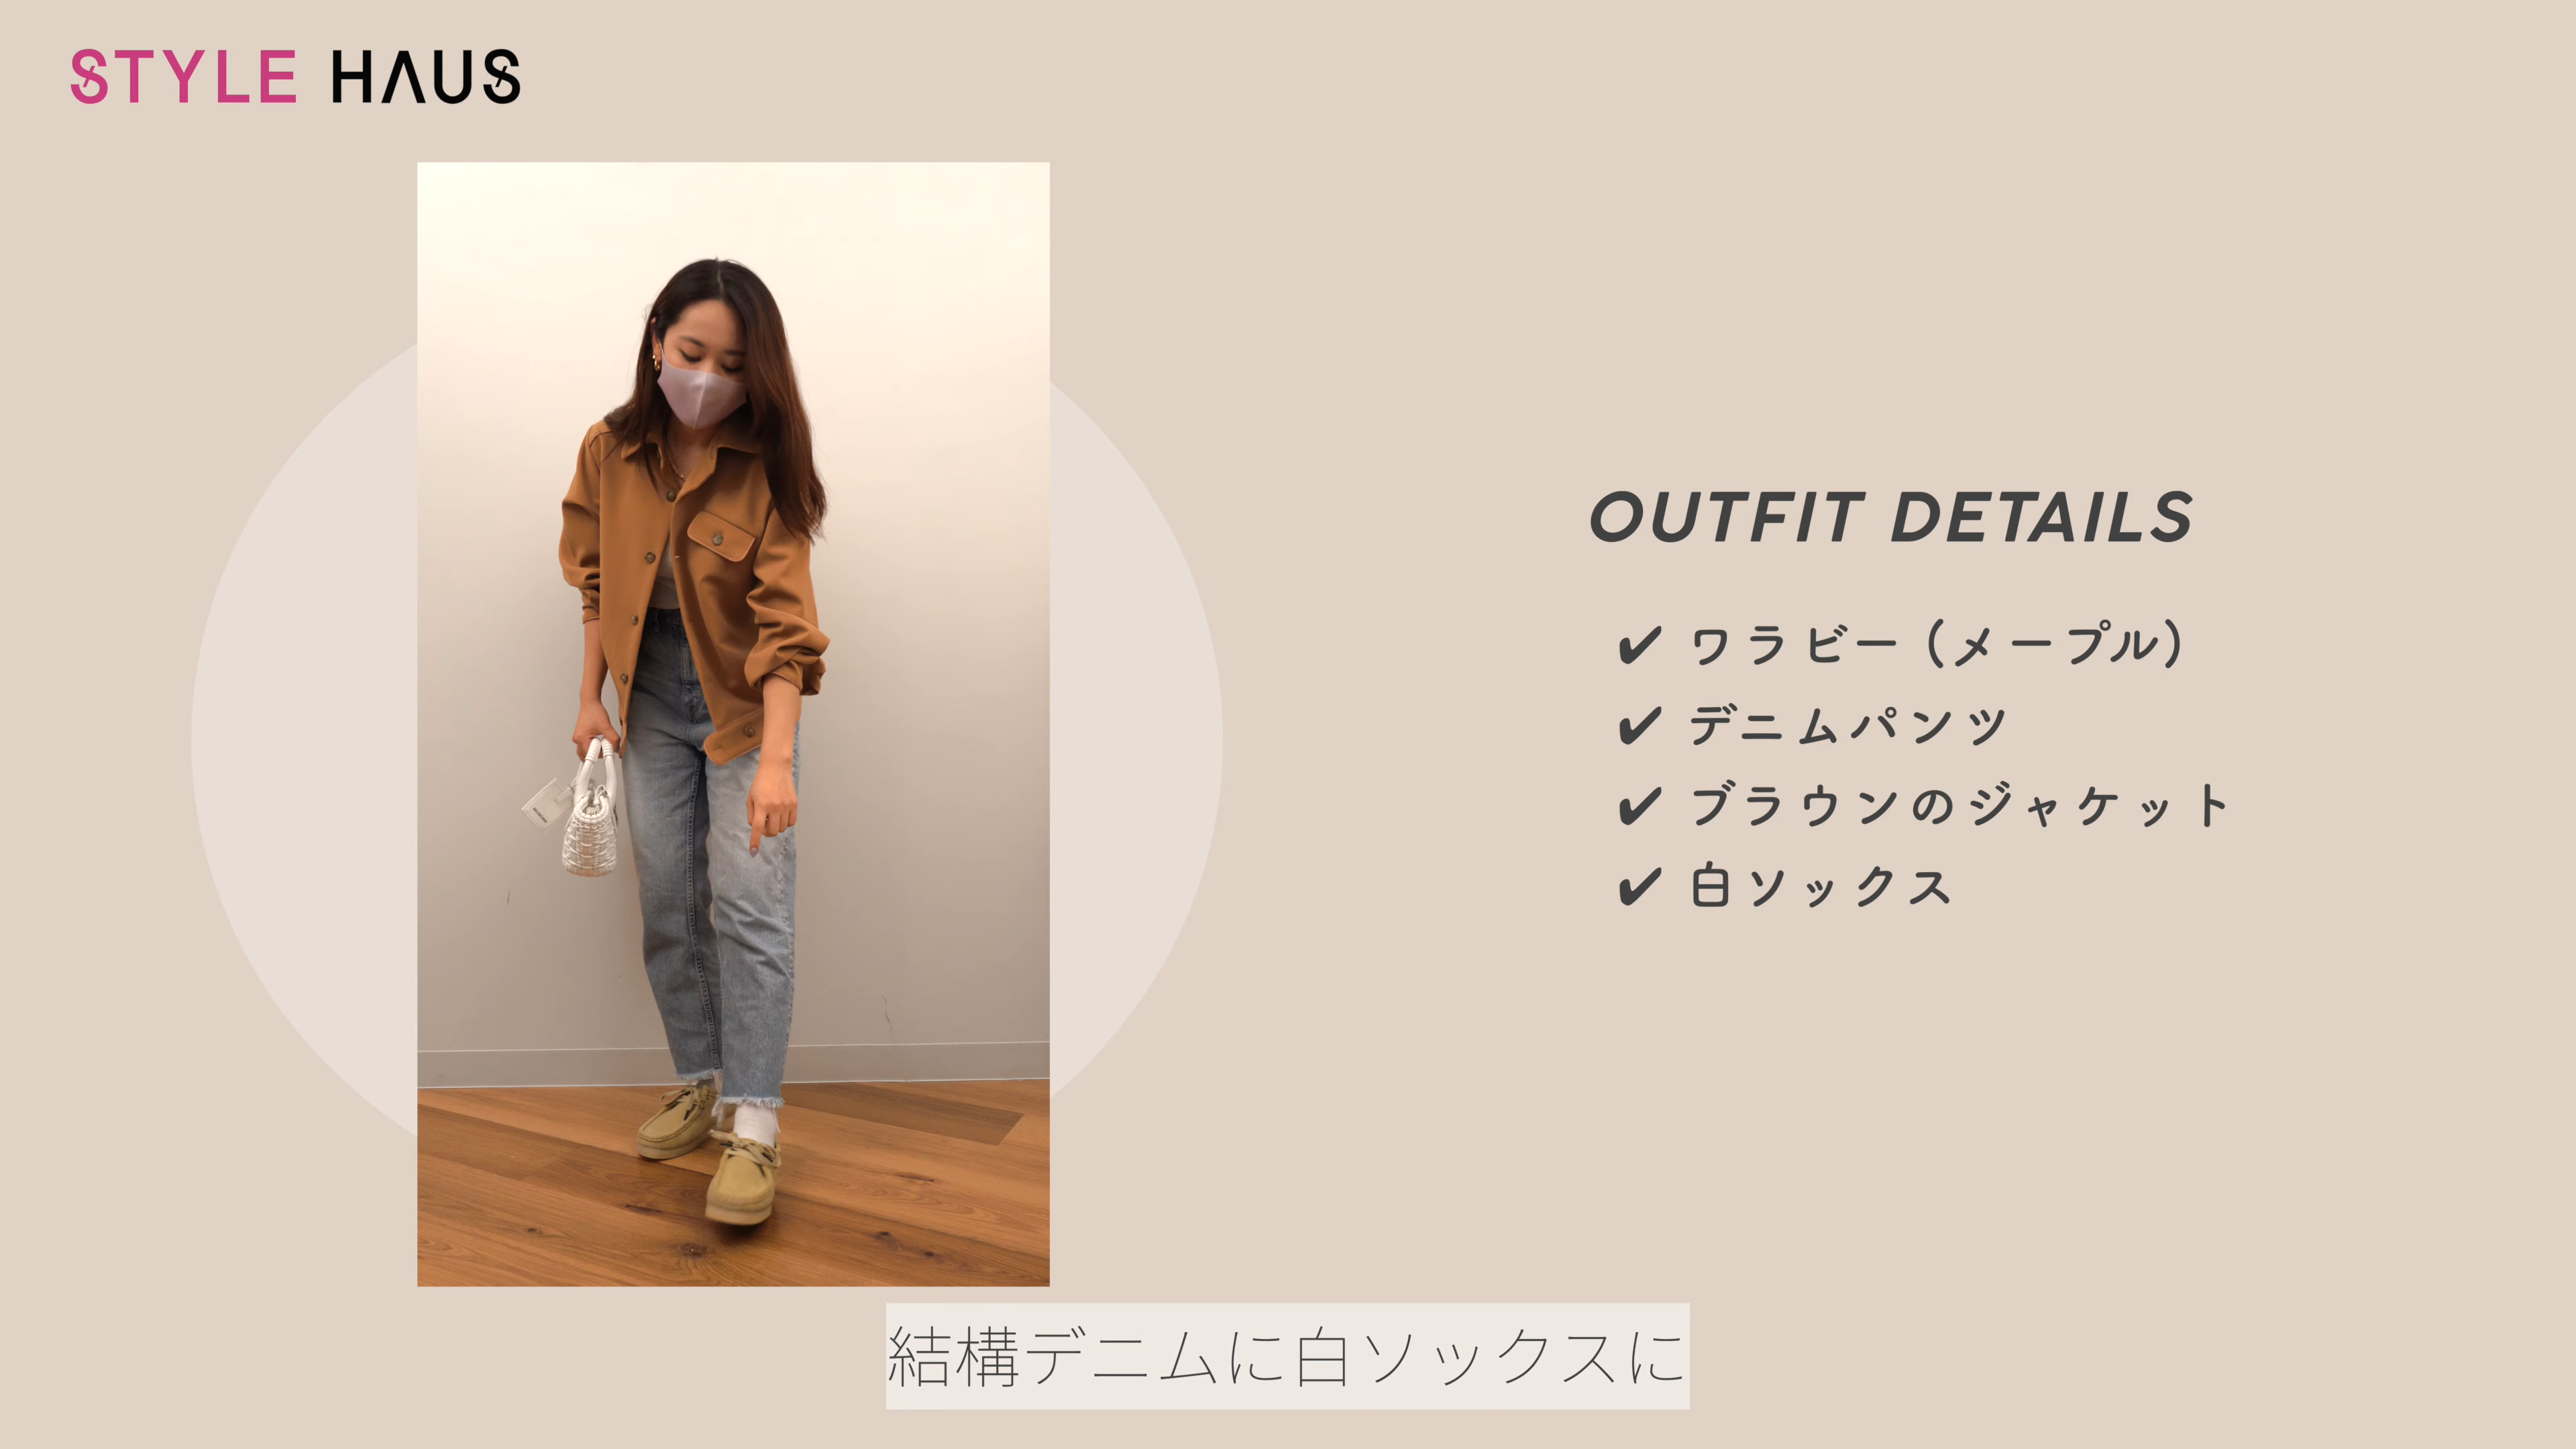 STYLE HAUS
OUTFIT DETAILS
✔ ワラビー（メープル）
✔ デニムパンツ
✔ ブラウンのジャケット
✔ 白ソックス
結構デニムに白ソックスに